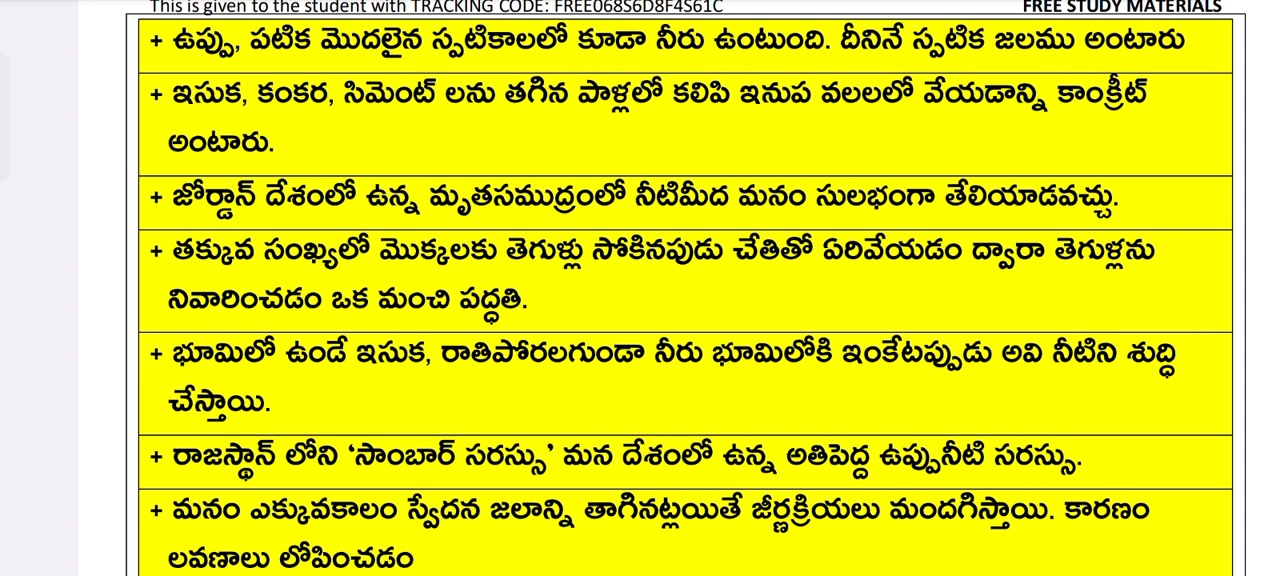 This is given to the student with TRACKING CODE: FREE068S6D8F4S61C FREE STUDY MATERIALS
+ ఉప్పు, పటిక మొదలైన స్పటికాలలో కూడా నీరు ఉంటుంది. దీనినే స్పటిక జలము అంటారు
+ ఇసుక, కంకర, సిమెంట్ లను తగిన పాళ్లలో కలిపి ఇనుప వలలలో వేయడాన్ని కాంక్రీట్
అంటారు.
+ జోర్డాన్ దేశంలో ఉన్న మృతసముద్రంలో నీటిమీద మనం సులభంగా తేలియాడవచ్చు.
+ తక్కువ సంఖ్యలో మొక్కలకు తెగుళ్లు సోకినపుడు చేతితో ఏరివేయడం ద్వారా తెగుళ్లను
నివారించడం ఒక మంచి పద్ధతి.
+ భూమిలో ఉండే ఇసుక, రాతిపోరలగుండా నీరు భూమిలోకి ఇంకేటప్పుడు అవి నీటిని శుద్ధి
చేస్తాయి.
+ రాజస్థాన్ లోని ‘సాంబార్ సరస్సు’ మన దేశంలో ఉన్న అతిపెద్ద ఉప్పునీటి సరస్సు.
+ మనం ఎక్కువకాలం స్వేదన జలాన్ని తాగినట్లయితే జీర్ణక్రియలు మందగిస్తాయి. కారణం
లవణాలు లోపించడం